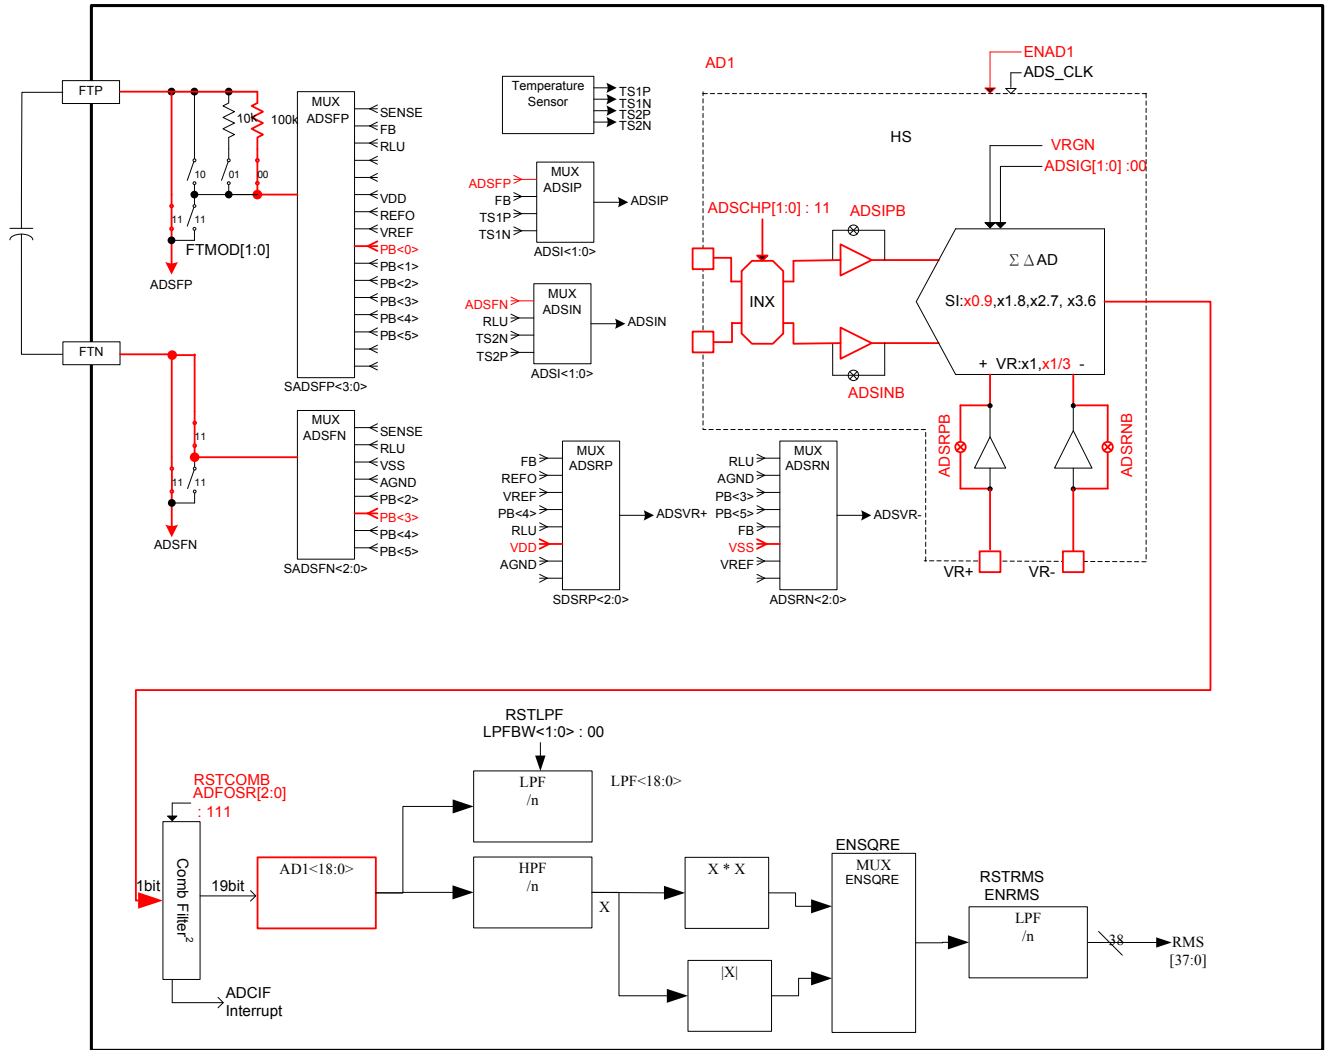 FTP
10k
100k
10
01
00
11
11
FTMOD[1:0]
ADSFP
MUX
ADSFP
SENSE
FB
RLU
VDD
REFO
VREF
PB<0>
PB<1>
PB<2>
PB<3>
PB<4>
PB<5>
SADSFP<3:0>
FTN
11
11
11
ADSFN
MUX
ADSFN
SENSE
RLU
VSS
AGND
PB<2>
PB<3>
PB<4>
PB<5>
SADSFN<2:0>
Temperature
Sensor
TS1P
TS1N
TS2P
TS2N
MUX
ADSIP
ADSFP
FB
TS1P
TS1N
ADSIP
ADSI<1:0>
MUX
ADSIN
ADSFN
RLU
TS2N
TS2P
ADSIN
ADSI<1:0>
MUX
ADSRP
FB
REFO
VREF
PB<4>
RLU
VDD
AGND
ADSVR+
SDSRP<2:0>
MUX
ADSRN
RLU
AGND
PB<3>
PB<5>
FB
VSS
VREF
ADSVR-
ADSRN<2:0>
AD1
ENAD1
ADS_CLK
HS
VRGN
ADSIG[1:0] :00
ADSCHP[1:0] : 11
ADSIPB
INX
ADSINB
Σ Δ AD
SI:x0.9,x1.8,x2.7, x3.6
+ VR:x1,x1/3 -
ADSRPB
ADSRNB
VR+
VR-
RSTLPF
LPFBW<1:0> : 00
LPF
/n
LPF<18:0>
RSTCOMB
ADFOSR[2:0]
: 111
1bit
Comb Filter2
19bit
AD1<18:0>
HPF
/n
X
X * X
|X|
ENSQRE
MUX
ENSQRE
RSTRMS
ENRMS
LPF
/n
38
RMS
[37:0]
ADCIF
Interrupt